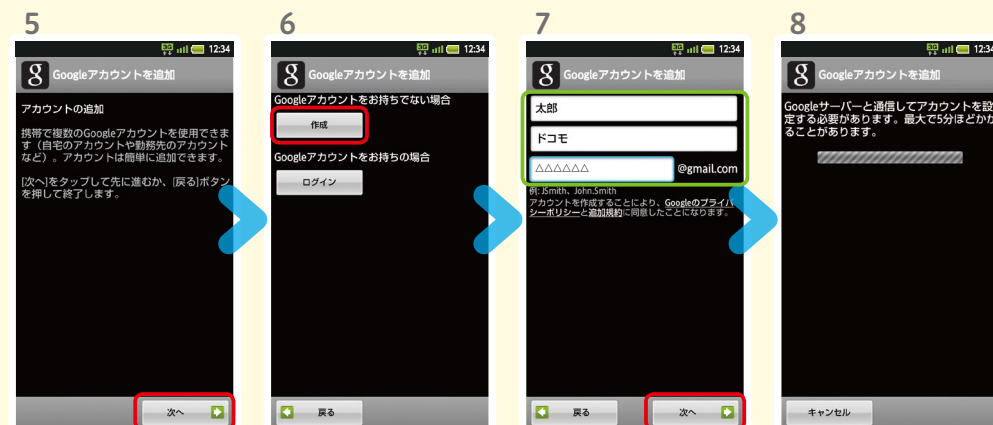 5
3G 12:34
g Googleアカウントを追加
アカウントの追加
携帯で複数のGoogleアカウントを使用できま
す（自宅のアカウントや勤務先のアカウント
など）。アカウントは簡単に追加できます。
[次へ]をタップして先に進むか、[戻る]ボタン
を押して終了します。
次へ
6
3G 12:34
g Googleアカウントを追加
Googleアカウントをお持ちでない場合
作成
Googleアカウントをお持ちの場合
ログイン
戻る
7
3G 12:34
g Googleアカウントを追加
太郎
ドコモ
△△△△△△ @gmail.com
例: JSmith、John.Smith
アカウントを作成することにより、Googleのプライバ
シーポリシーと追加規約に同意したことになります。
戻る 次へ
8
3G 12:34
g Googleアカウントを追加
Googleサーバーと通信してアカウントを設
定する必要があります。最大で5分ほどかか
ることがあります。
キャンセル